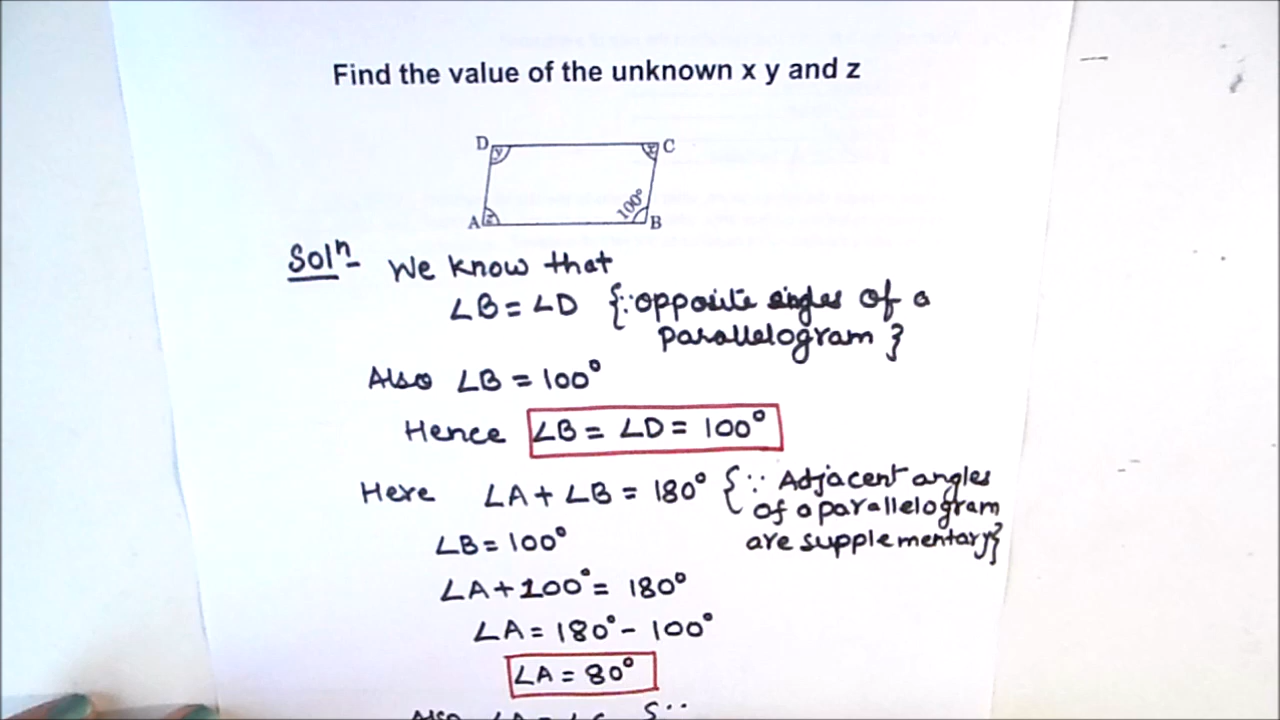 Find the value of the unknown x y and z
D C
y x
z 100°
A B
Solⁿ- We know that
∠B = ∠D {∵ opposite angles of a
parallelogram }
Also ∠B = 100°
Hence ∠B = ∠D = 100°
Here ∠A + ∠B = 180° {∵ Adjacent angles
of a parallelogram
are supplementary}
∠B = 100°
∠A + 100° = 180°
∠A = 180° - 100°
∠A = 80°